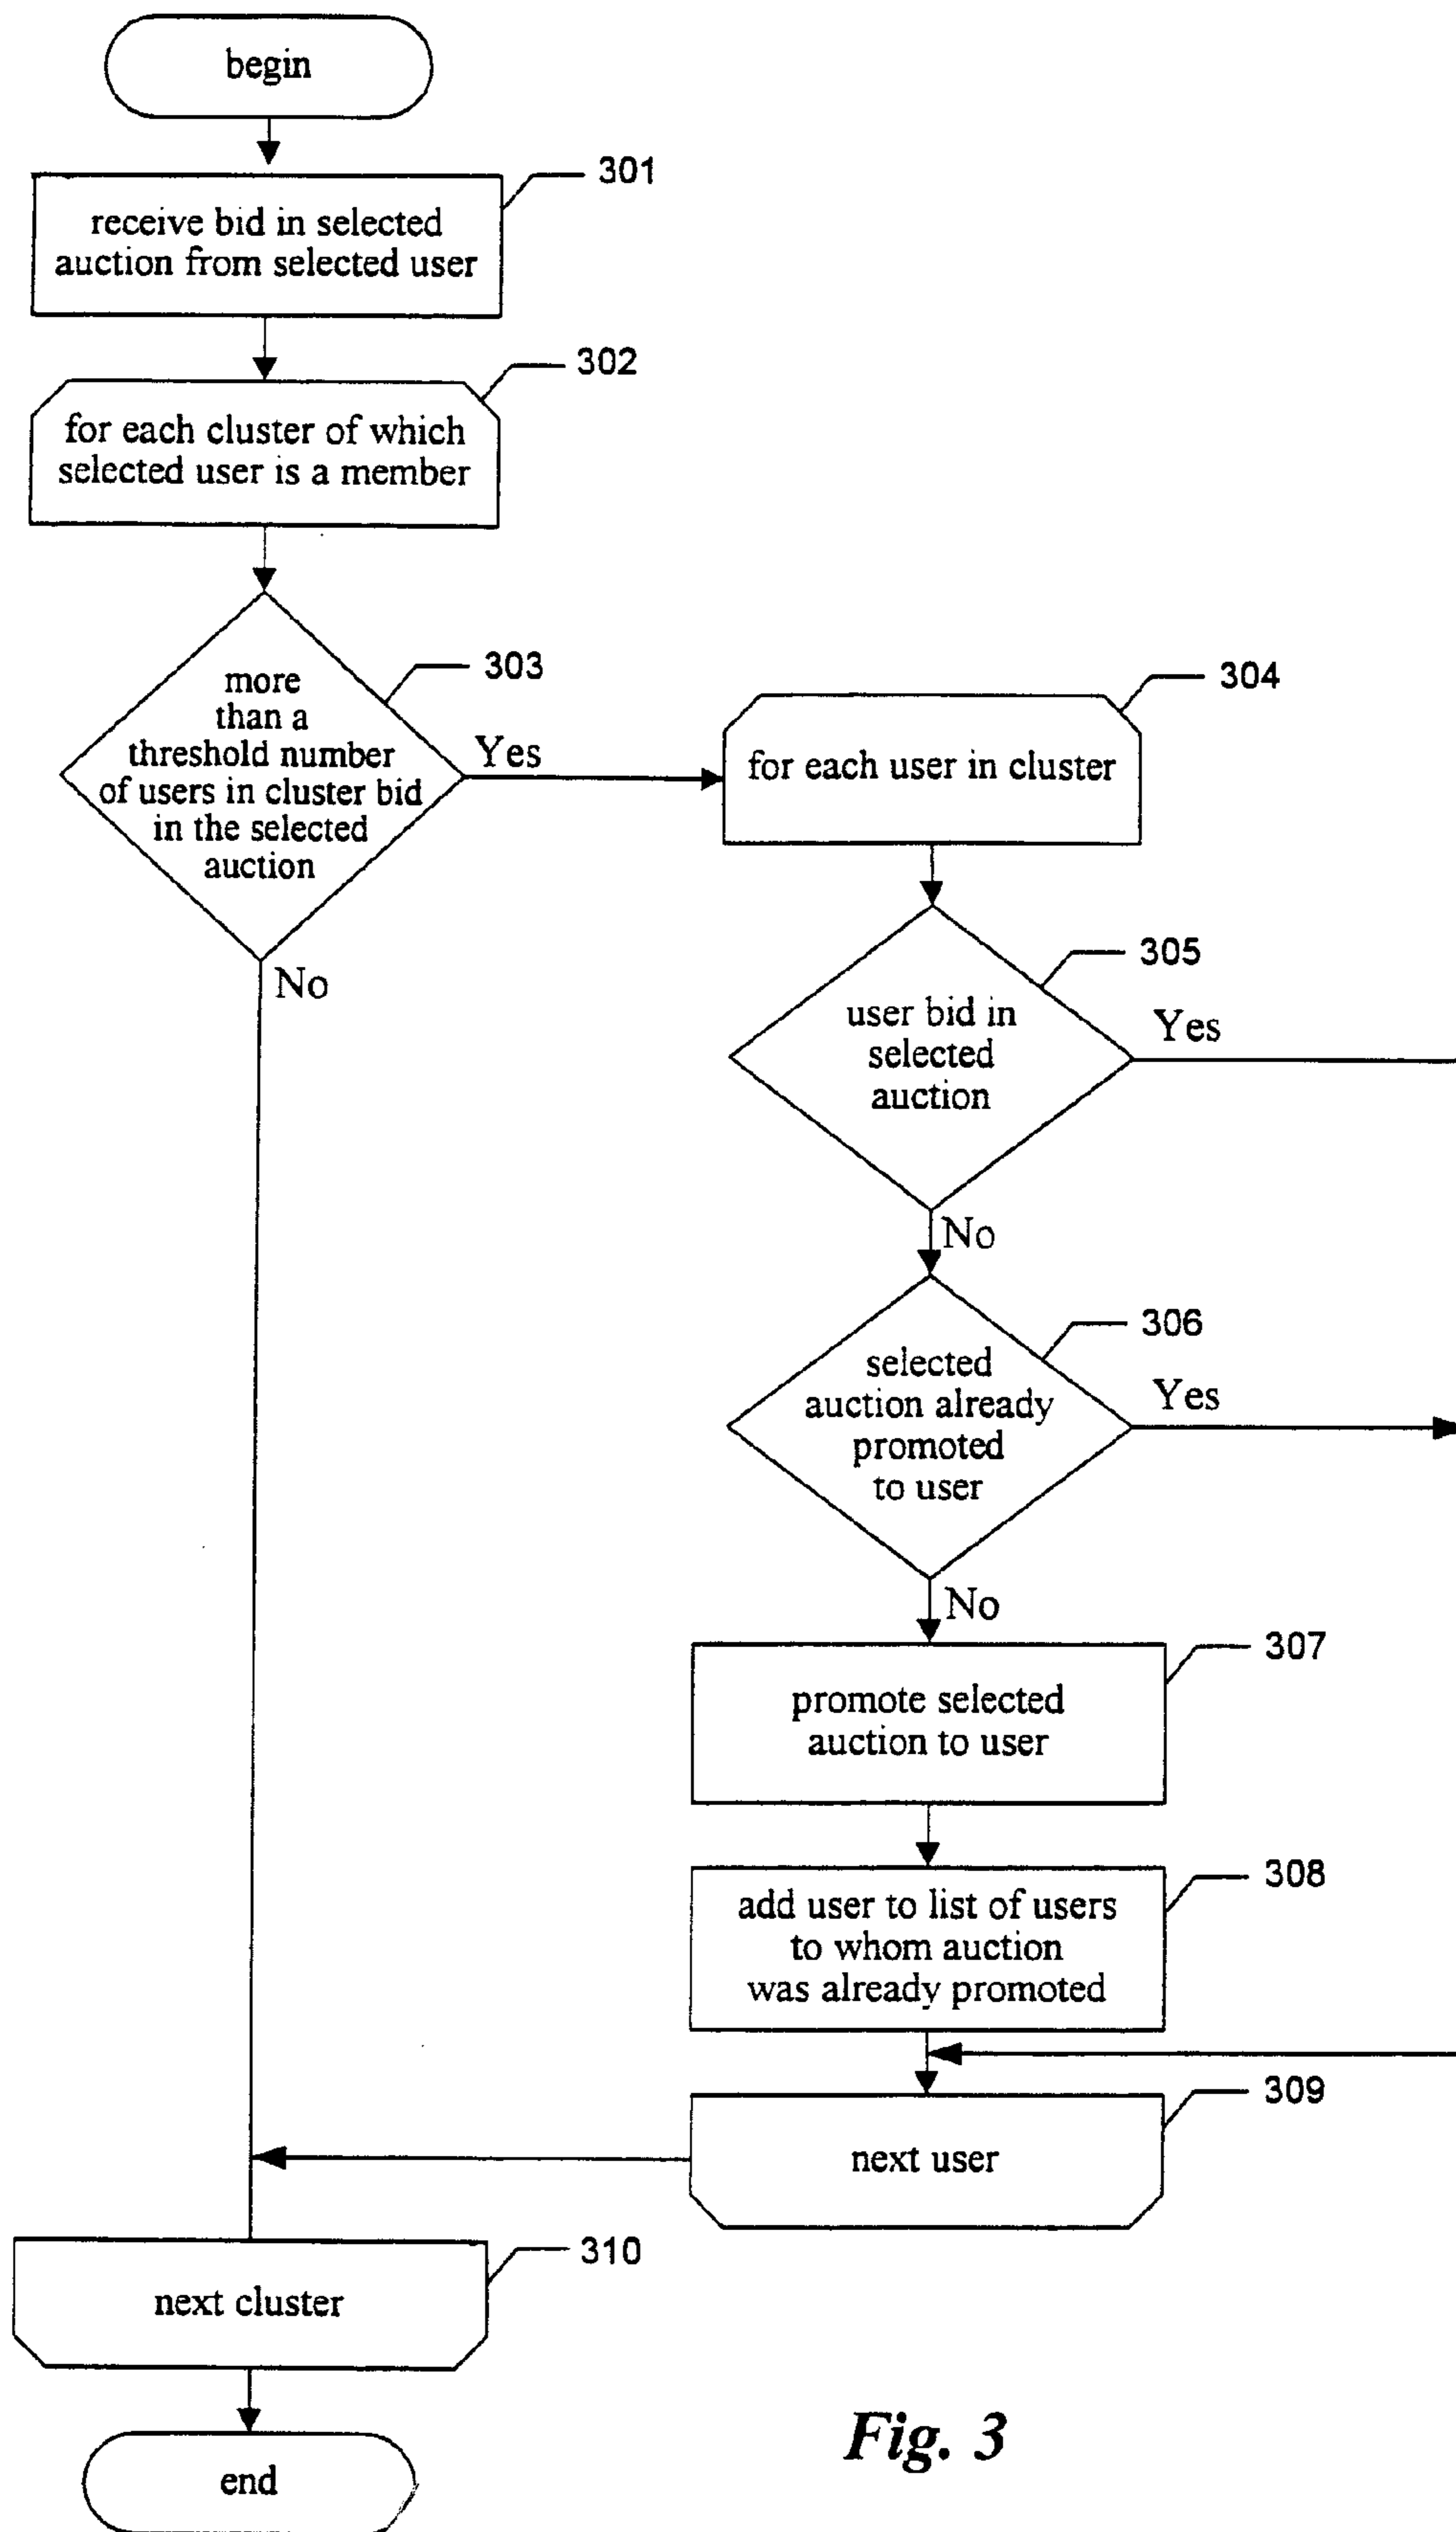 begin
301
receive bid in selected
auction from selected user
302
for each cluster of which
selected user is a member
303
more
than a
threshold number
of users in cluster bid
in the selected
auction
Yes
No
304
for each user in cluster
305
user bid in
selected
auction
Yes
No
306
selected
auction already
promoted
to user
Yes
No
307
promote selected
auction to user
308
add user to list of users
to whom auction
was already promoted
309
next user
310
next cluster
end
Fig. 3